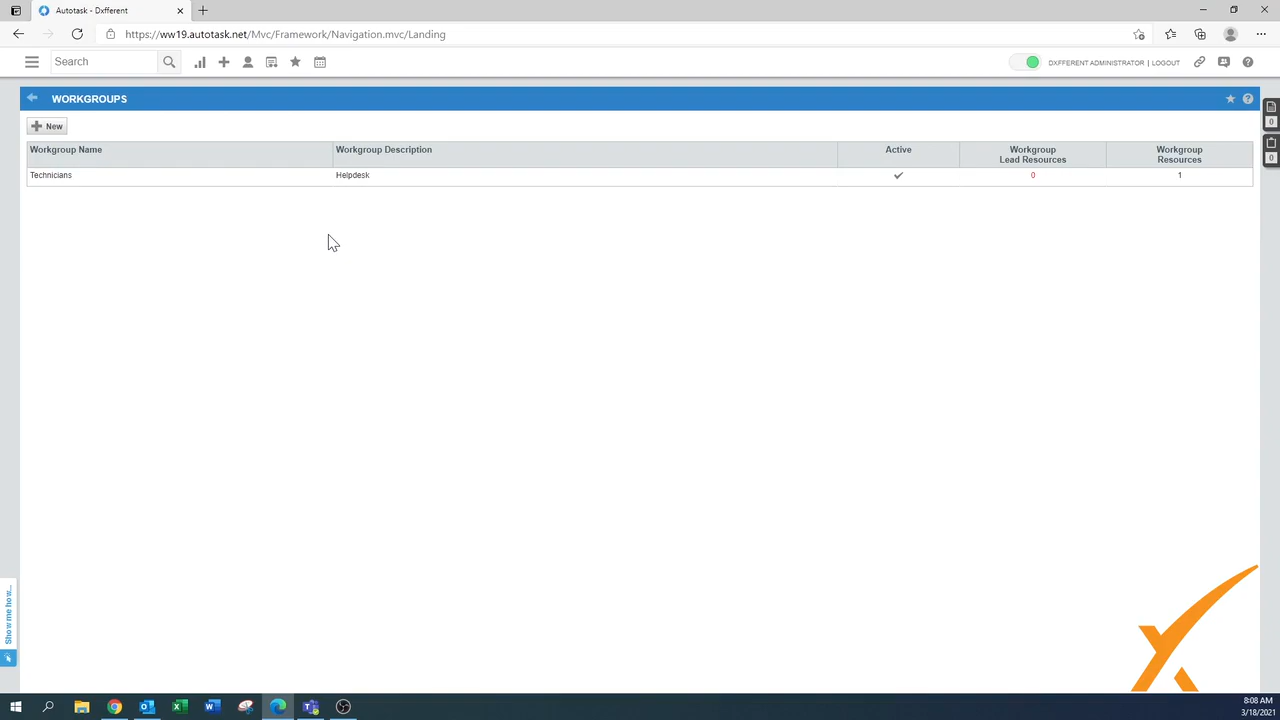 Autotask - Dxfferent
https://ww19.autotask.net/Mvc/Framework/Navigation.mvc/Landing
Search
DXFFERENT ADMINISTRATOR | LOGOUT
WORKGROUPS
New
Workgroup Name
Workgroup Description
Active
Workgroup
Lead Resources
Workgroup
Resources
Technicians
Helpdesk
0
1
0
0
Show me how...
8:08 AM
3/18/2021